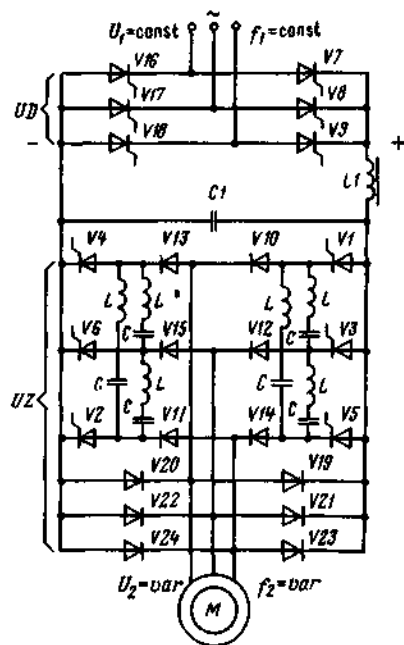 U₁=const ~ f₁=const
V16 V7
UD V17 V8
V18 V9
- +
L1
C1
V4 V13 V10 V1
L L L L
V6 C V15 V12 C V3
UZ C L C L
V2 C V11 V14 C V5
V20 V19
V22 V21
V24 V23
U₂=var f₂=var
M